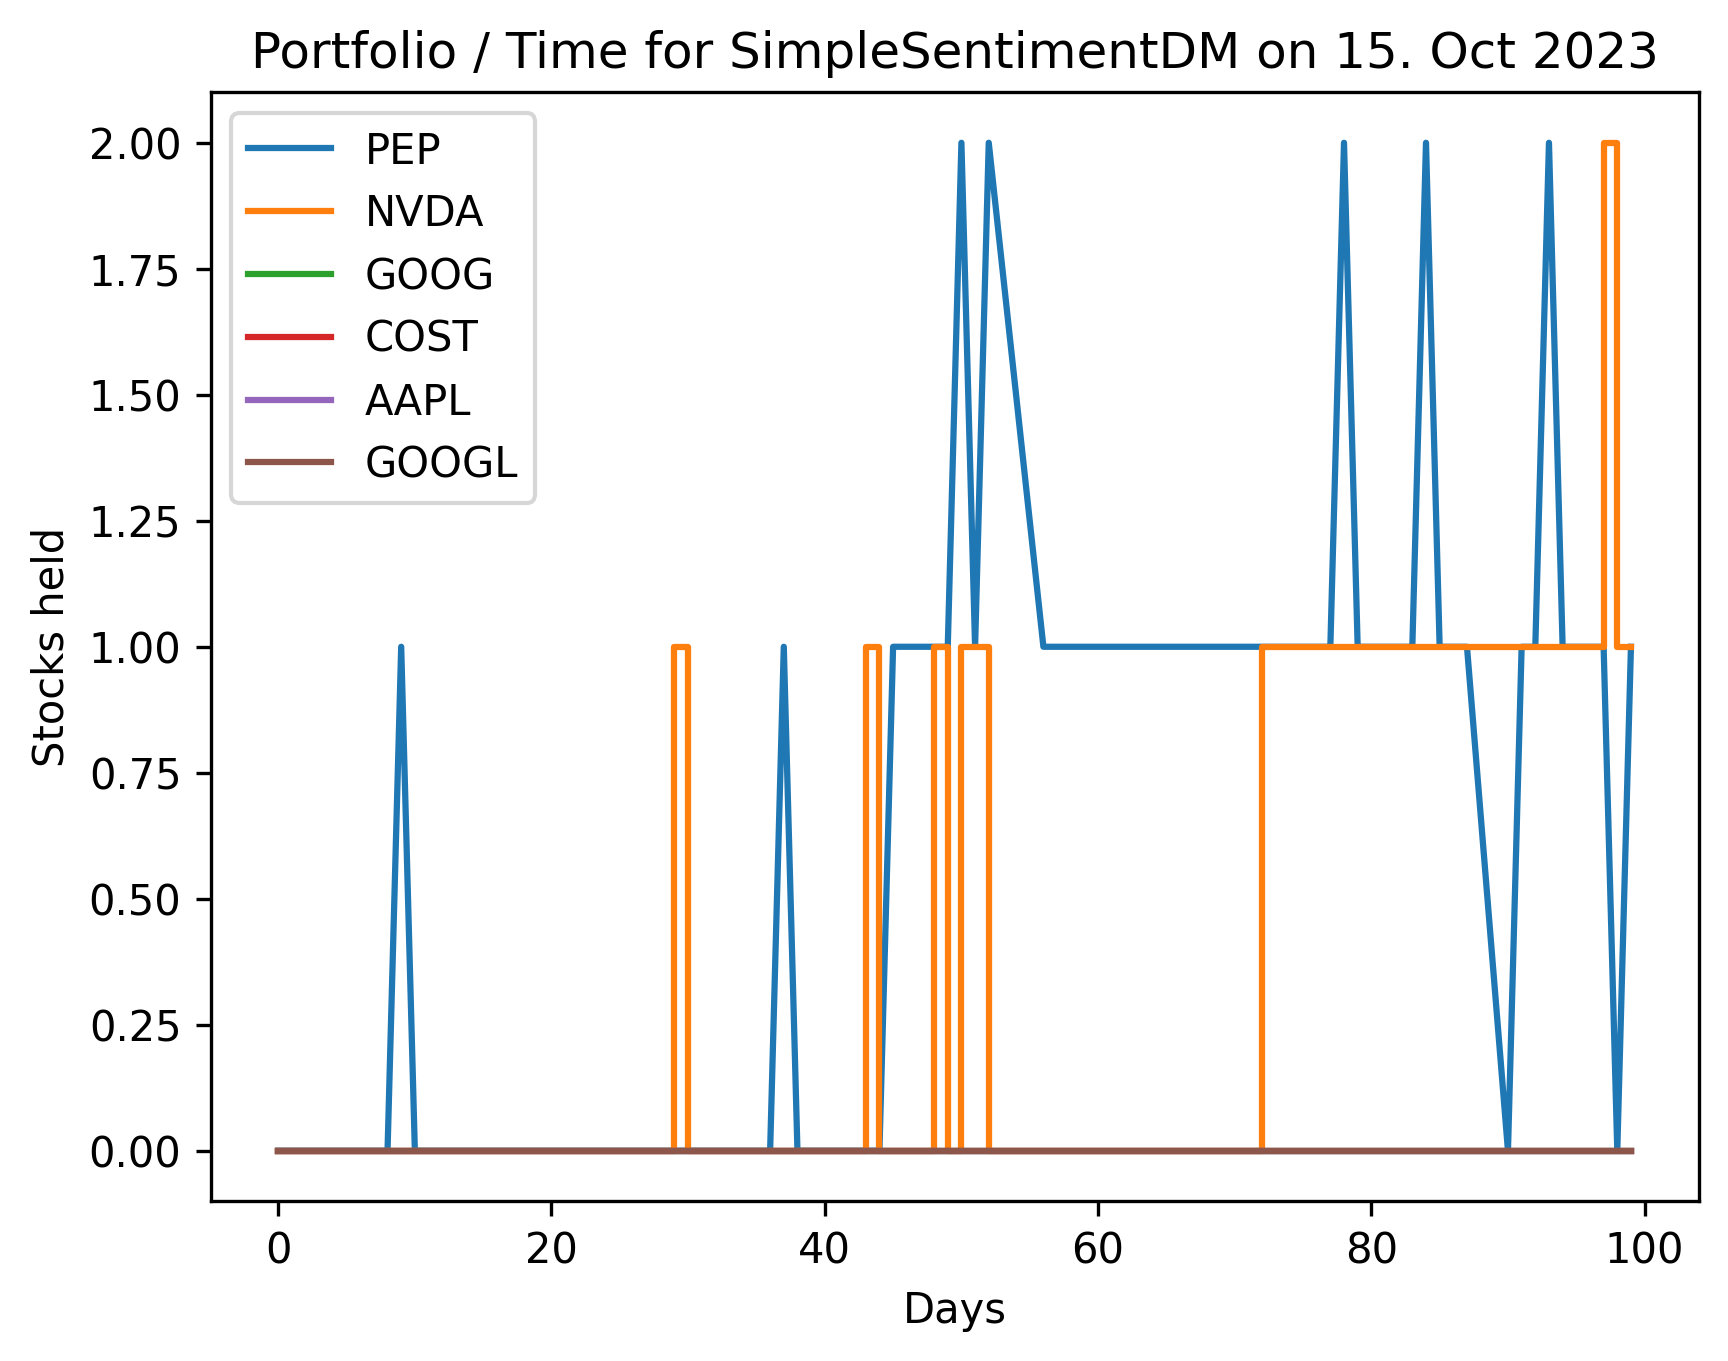 Portfolio / Time for SimpleSentimentDM on 15. Oct 2023
PEP
NVDA
GOOG
COST
AAPL
GOOGL
Stocks held
2.00
1.75
1.50
1.25
1.00
0.75
0.50
0.25
0.00
0 20 40 60 80 100
Days